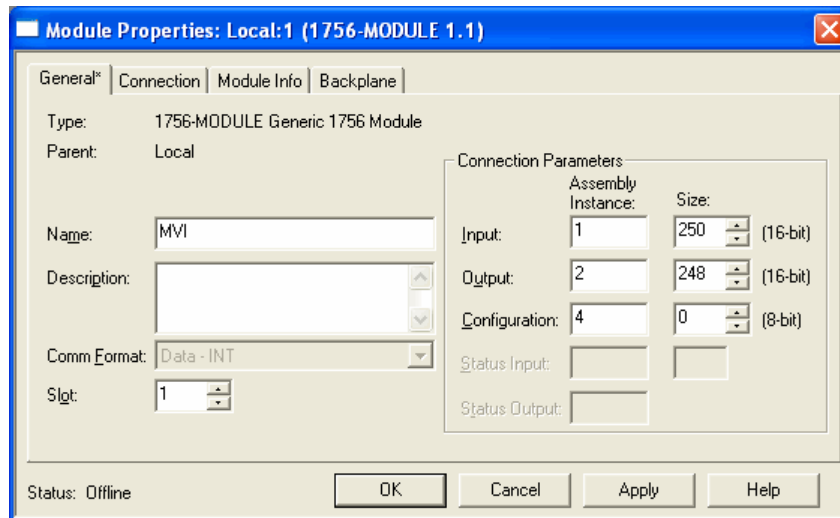 Module Properties: Local:1 (1756-MODULE 1.1)
General* Connection Module Info Backplane
Type: 1756-MODULE Generic 1756 Module
Parent: Local
Connection Parameters
Assembly Instance: Size:
Name: MVI
Input: 1 250 (16-bit)
Description:
Output: 2 248 (16-bit)
Configuration: 4 0 (8-bit)
Comm Format: Data - INT
Status Input:
Slot: 1
Status Output:
Status: Offline OK Cancel Apply Help